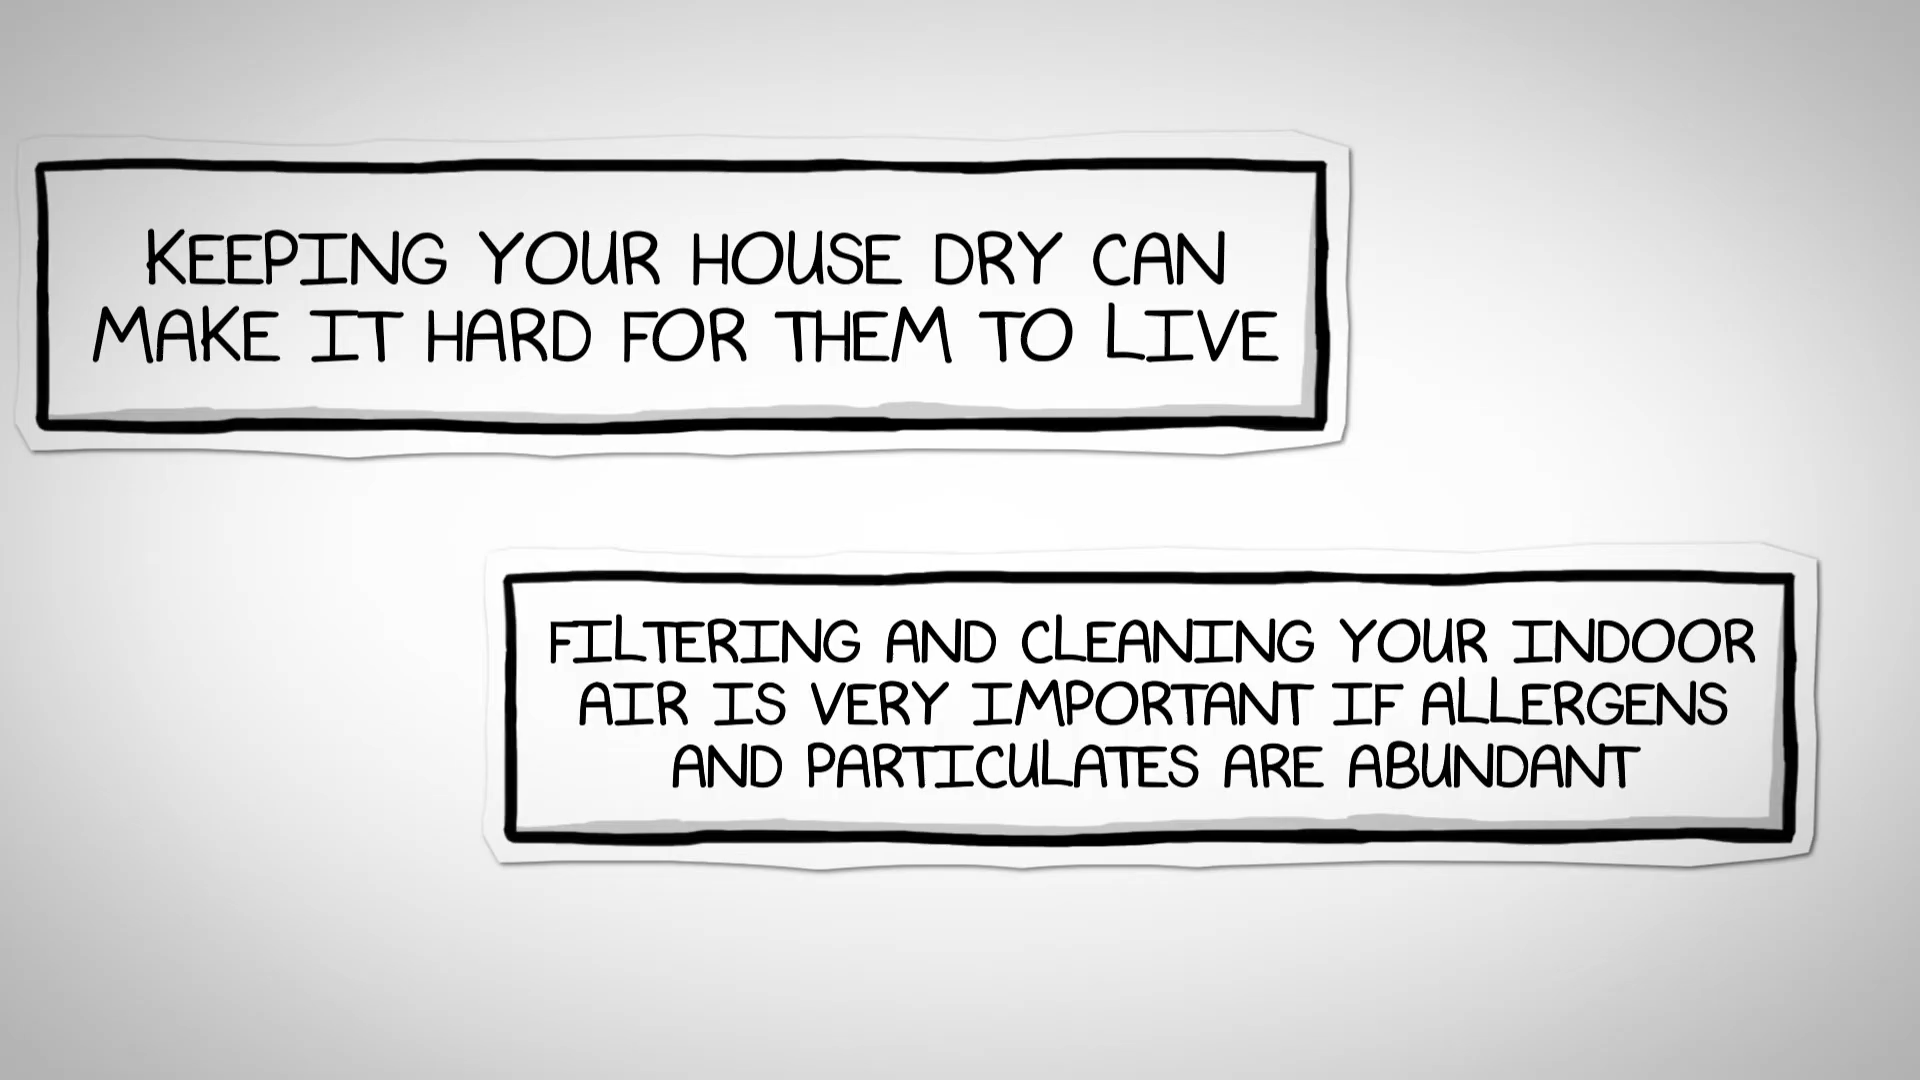 KEEPING YOUR HOUSE DRY CAN
MAKE IT HARD FOR THEM TO LIVE
FILTERING AND CLEANING YOUR INDOOR
AIR IS VERY IMPORTANT IF ALLERGENS
AND PARTICULATES ARE ABUNDANT